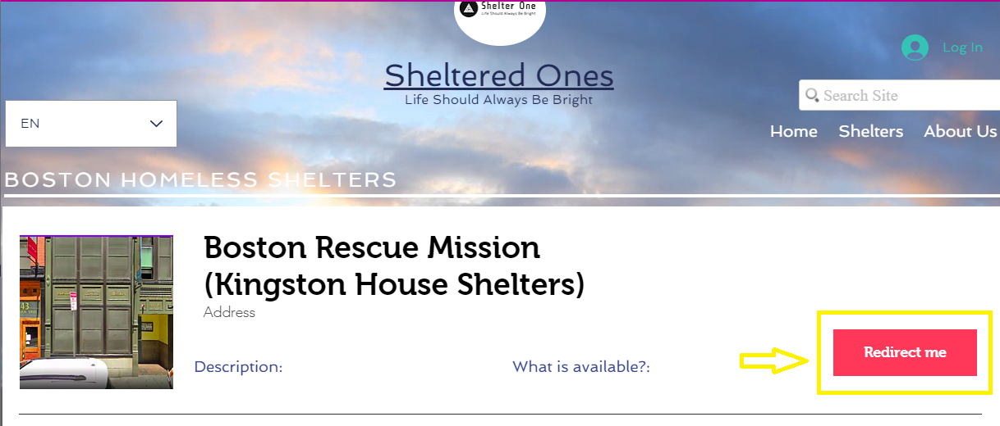 Shelter One
Life Should Always Be Bright
Log In
Sheltered Ones
Life Should Always Be Bright
Search Site
EN
Home Shelters About Us
BOSTON HOMELESS SHELTERS
Boston Rescue Mission
(Kingston House Shelters)
Address
43
Redirect me
Description:
What is available?: